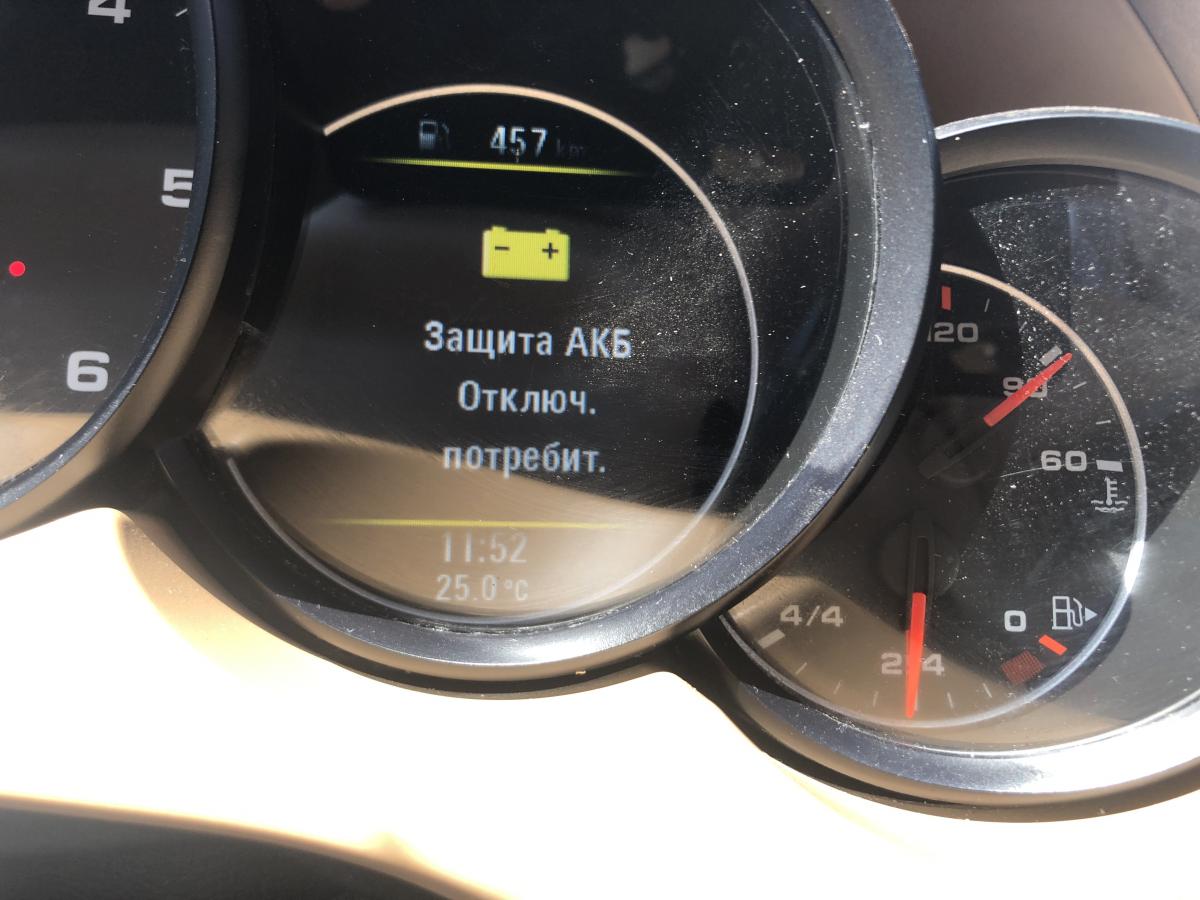 4
5
6
457 km
- +
Защита АКБ
Отключ.
потребит.
11:52
25.0°C
120
90
60
0
4/4
2/4